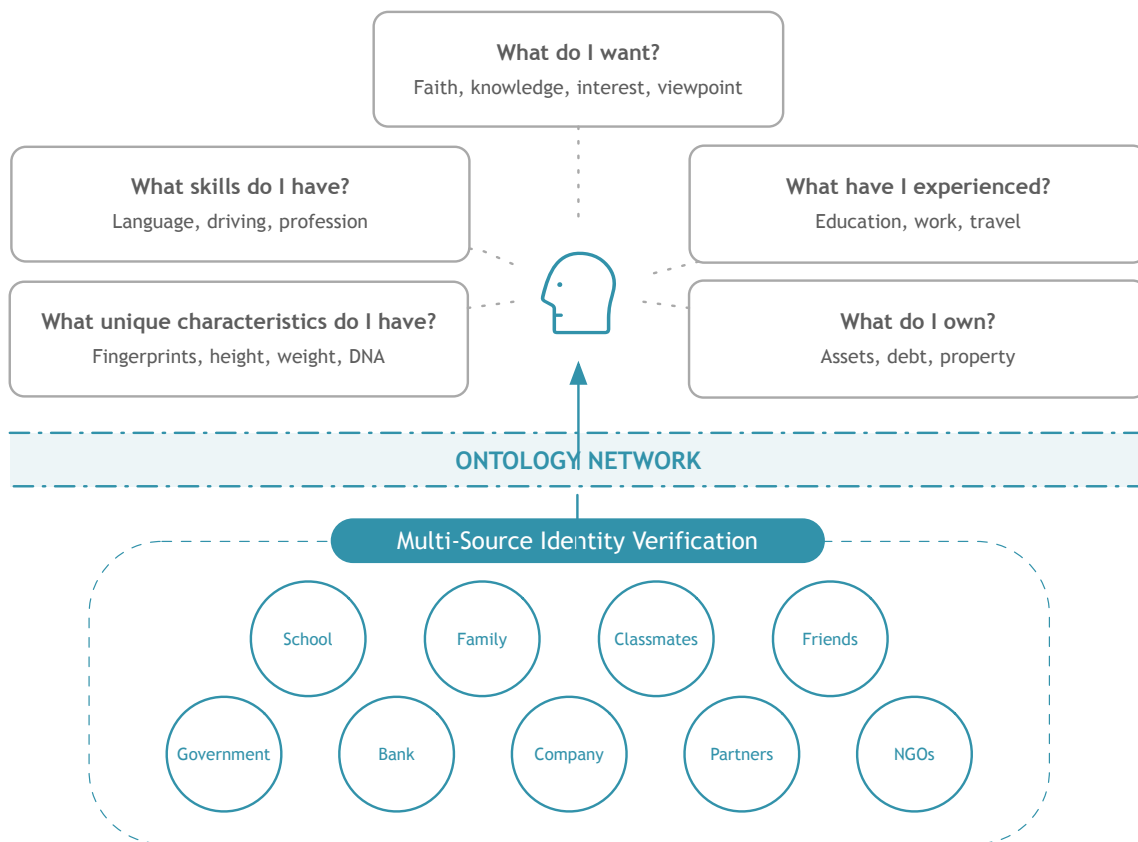 What do I want?
Faith, knowledge, interest, viewpoint
What skills do I have?
Language, driving, profession
What have I experienced?
Education, work, travel
What unique characteristics do I have?
Fingerprints, height, weight, DNA
What do I own?
Assets, debt, property
ONTOLOGY NETWORK
Multi-Source Identity Verification
School
Family
Classmates
Friends
Government
Bank
Company
Partners
NGOs